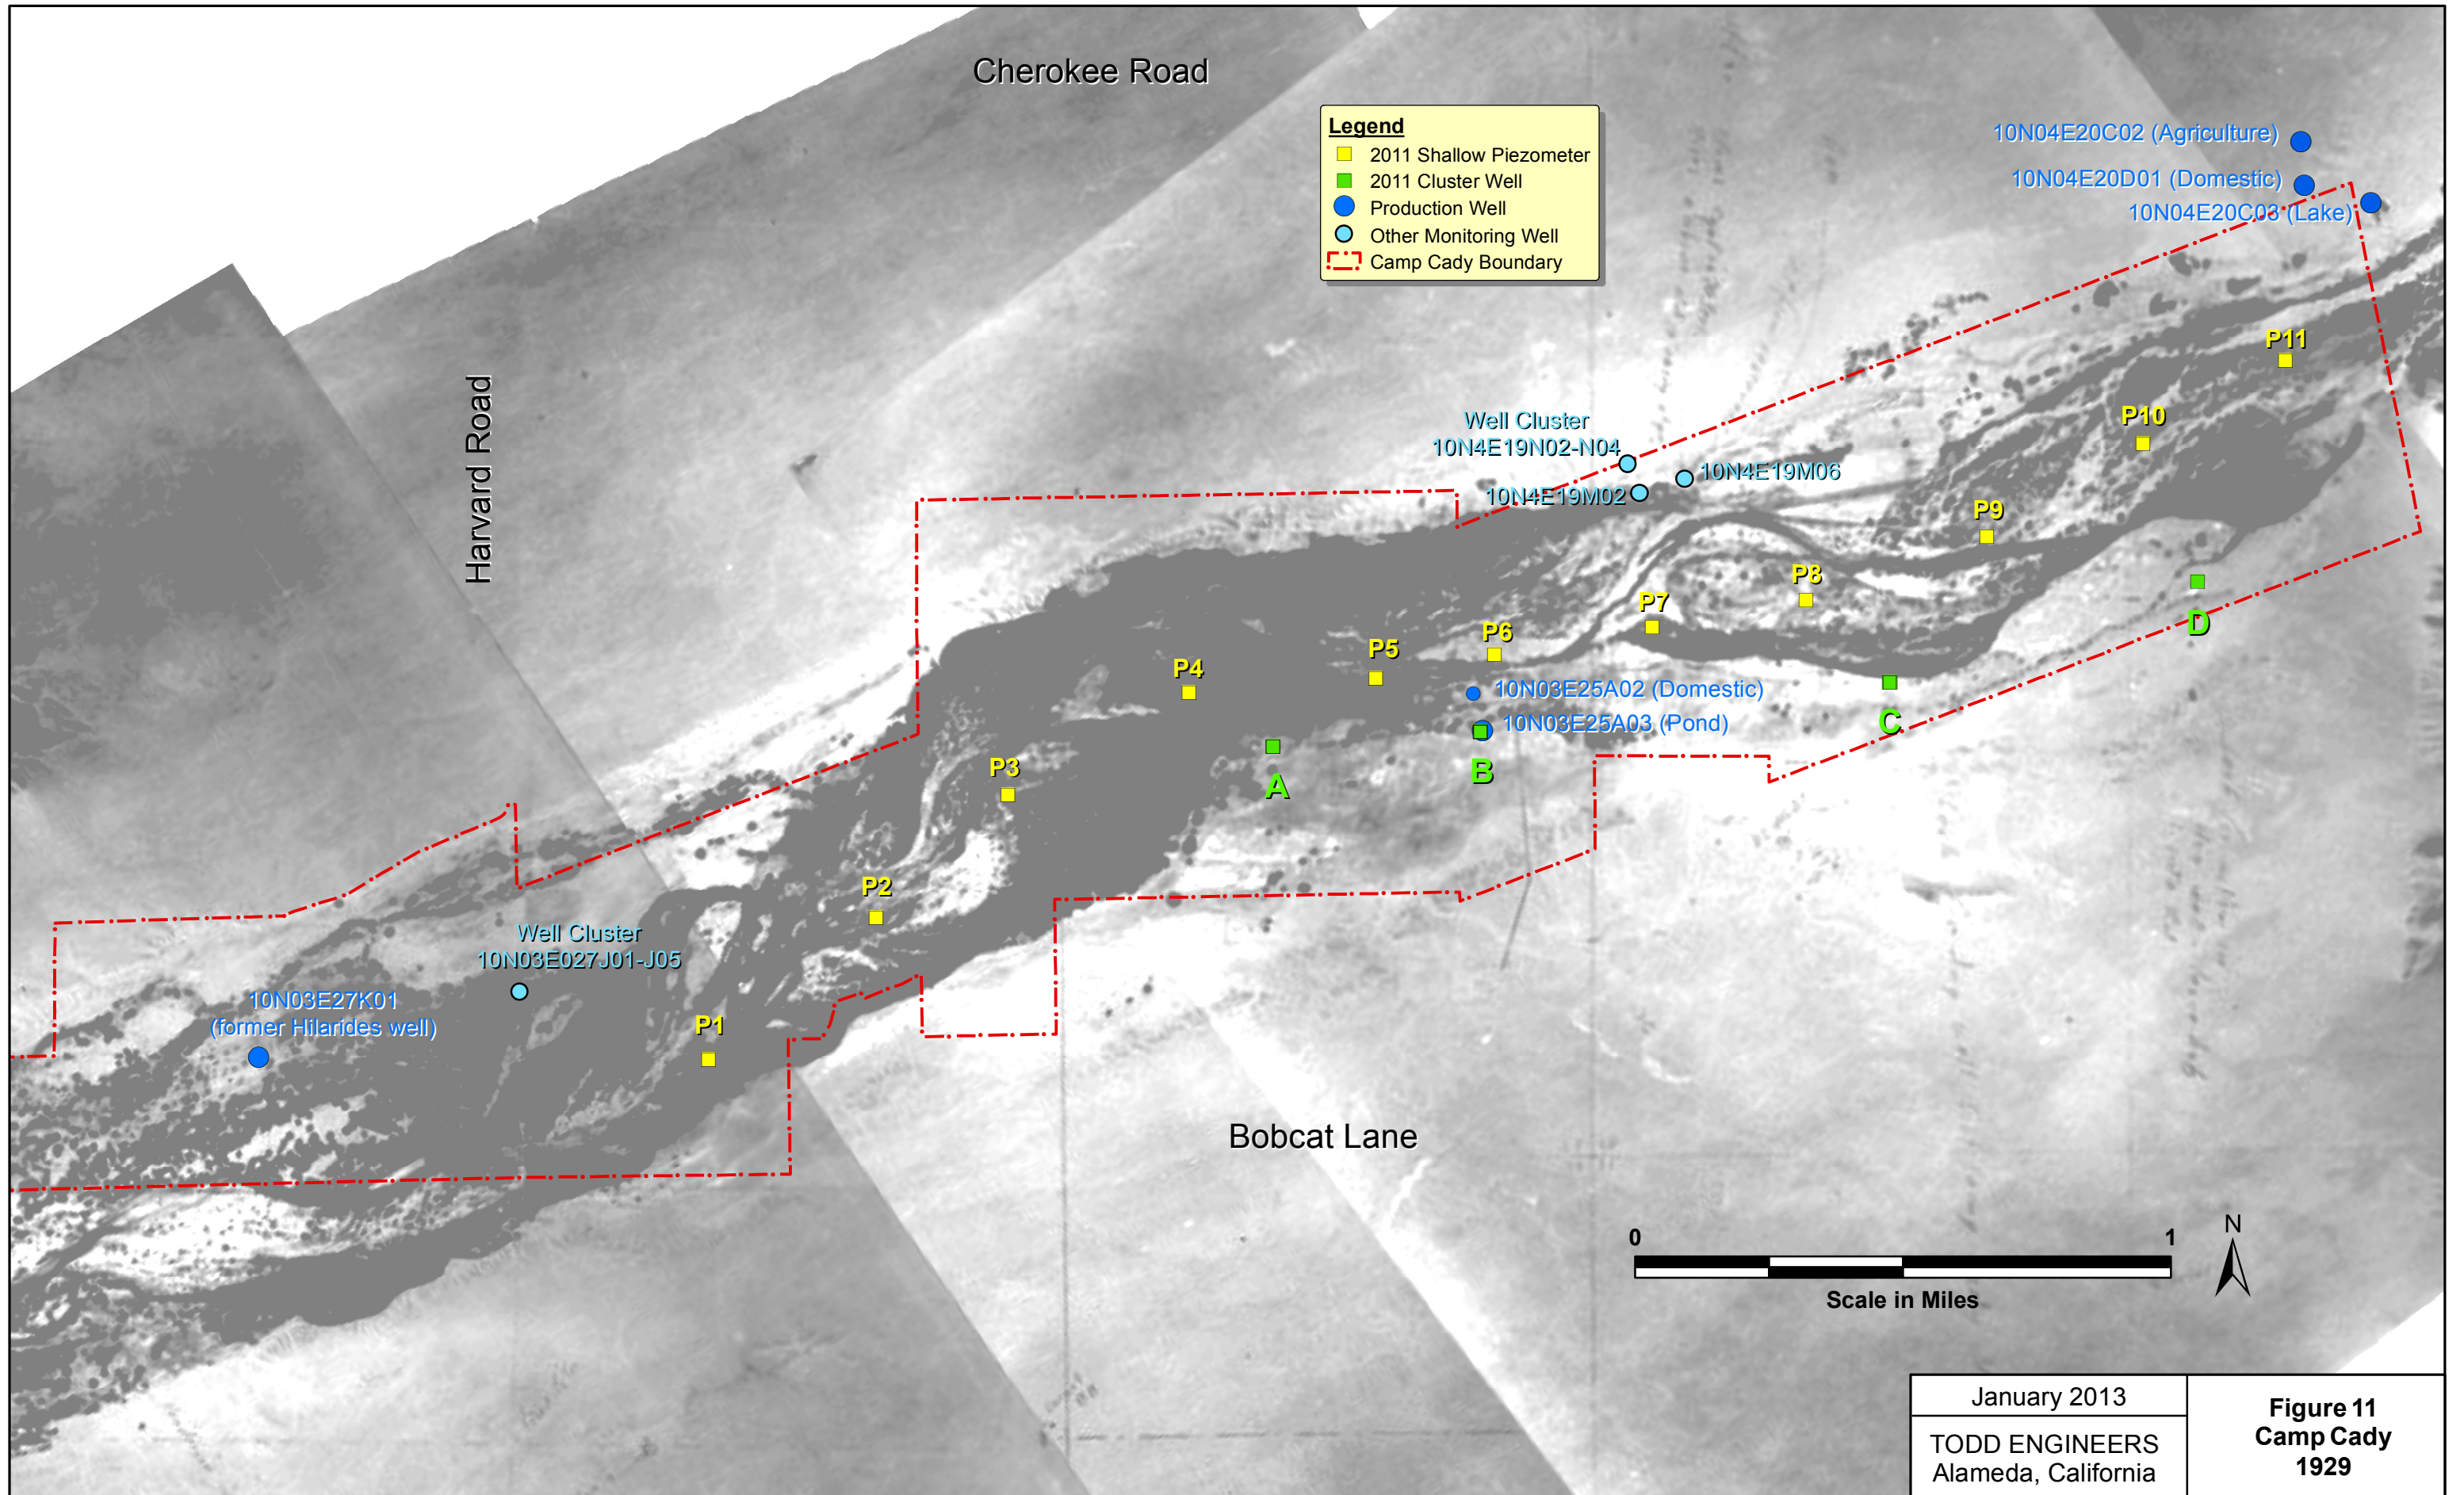 Cherokee Road
Legend
2011 Shallow Piezometer
2011 Cluster Well
Production Well
Other Monitoring Well
Camp Cady Boundary
10N04E20C02 (Agriculture)
10N04E20D01 (Domestic)
10N04E20C03 (Lake)
Harvard Road
P11
P10
Well Cluster
10N4E19N02-N04
10N4E19M06
10N4E19M02
P9
P8
P7
D
P6
P5
P4
10N03E25A02 (Domestic)
10N03E25A03 (Pond)
C
P3
A
B
P2
Well Cluster
10N03E027J01-J05
10N03E27K01
(former Hilarides well)
P1
Bobcat Lane
0 1
Scale in Miles
N
January 2013
TODD ENGINEERS
Alameda, California
Figure 11
Camp Cady
1929